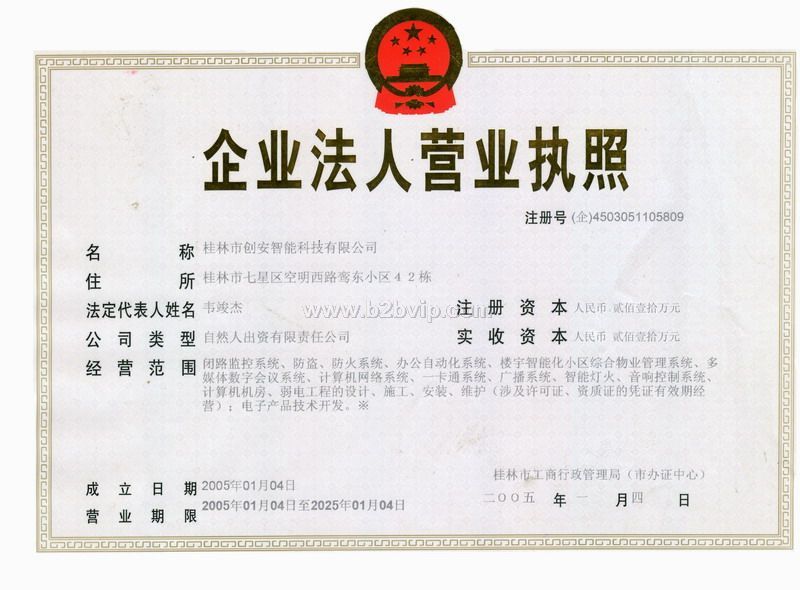 企业法人营业执照
注册号 (企)4503051105809
名称 桂林市创安智能科技有限公司
住所 桂林市七星区空明西路鸾东小区42栋
法定代表人姓名 韦竣杰 注册资本 人民币 贰佰壹拾万元
www.b2bvip.com
公司类型 自然人出资有限责任公司 实收资本 人民币 贰佰壹拾万元
经营范围 闭路监控系统、防盗、防火系统、办公自动化系统、楼宇智能化小区综合物业管理系统、多
媒体数字会议系统、计算机网络系统、一卡通系统、广播系统、智能灯火、音响控制系统、
计算机机房、弱电工程的设计、施工、安装、维护（涉及许可证、资质证的凭证有效期经
营）；电子产品技术开发。※
桂林市工商行政管理局（市办证中心）
成立日期 2005年01月04日
二〇〇五 年 一 月 四 日
营业期限 2005年01月04日至2025年01月04日